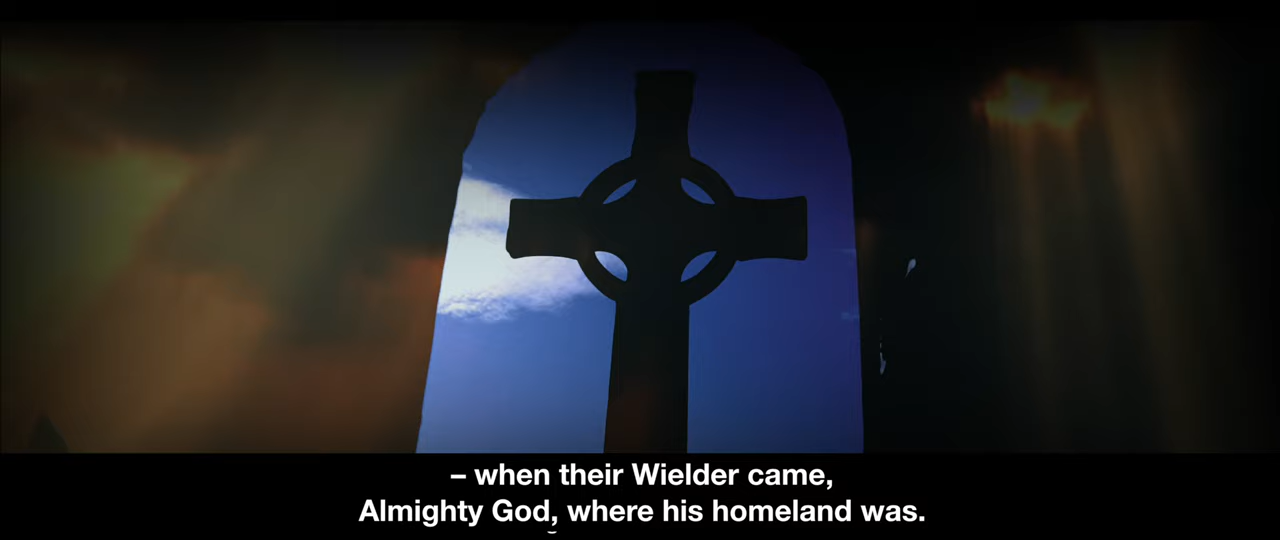 – when their Wielder came,
Almighty God, where his homeland was.